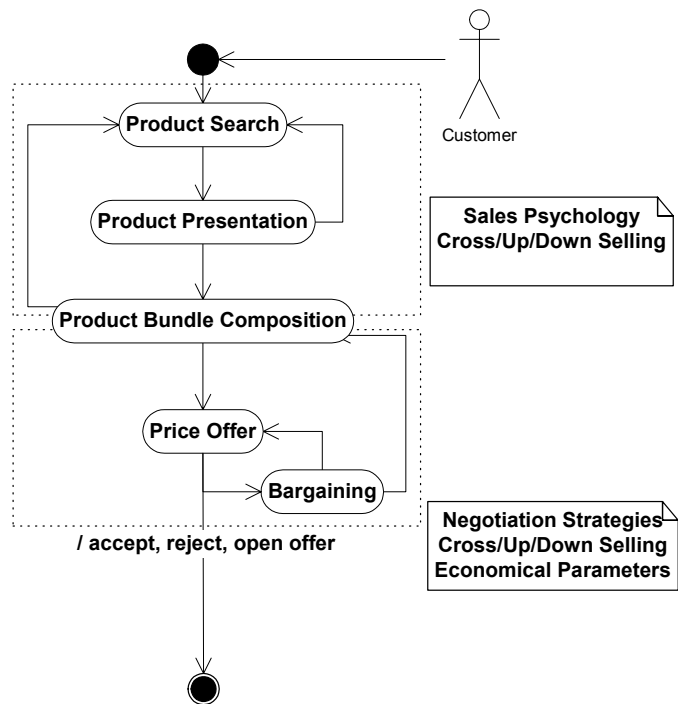 Customer
Product Search
Product Presentation
Sales Psychology
Cross/Up/Down Selling
Product Bundle Composition
Price Offer
Bargaining
Negotiation Strategies
Cross/Up/Down Selling
Economical Parameters
/ accept, reject, open offer